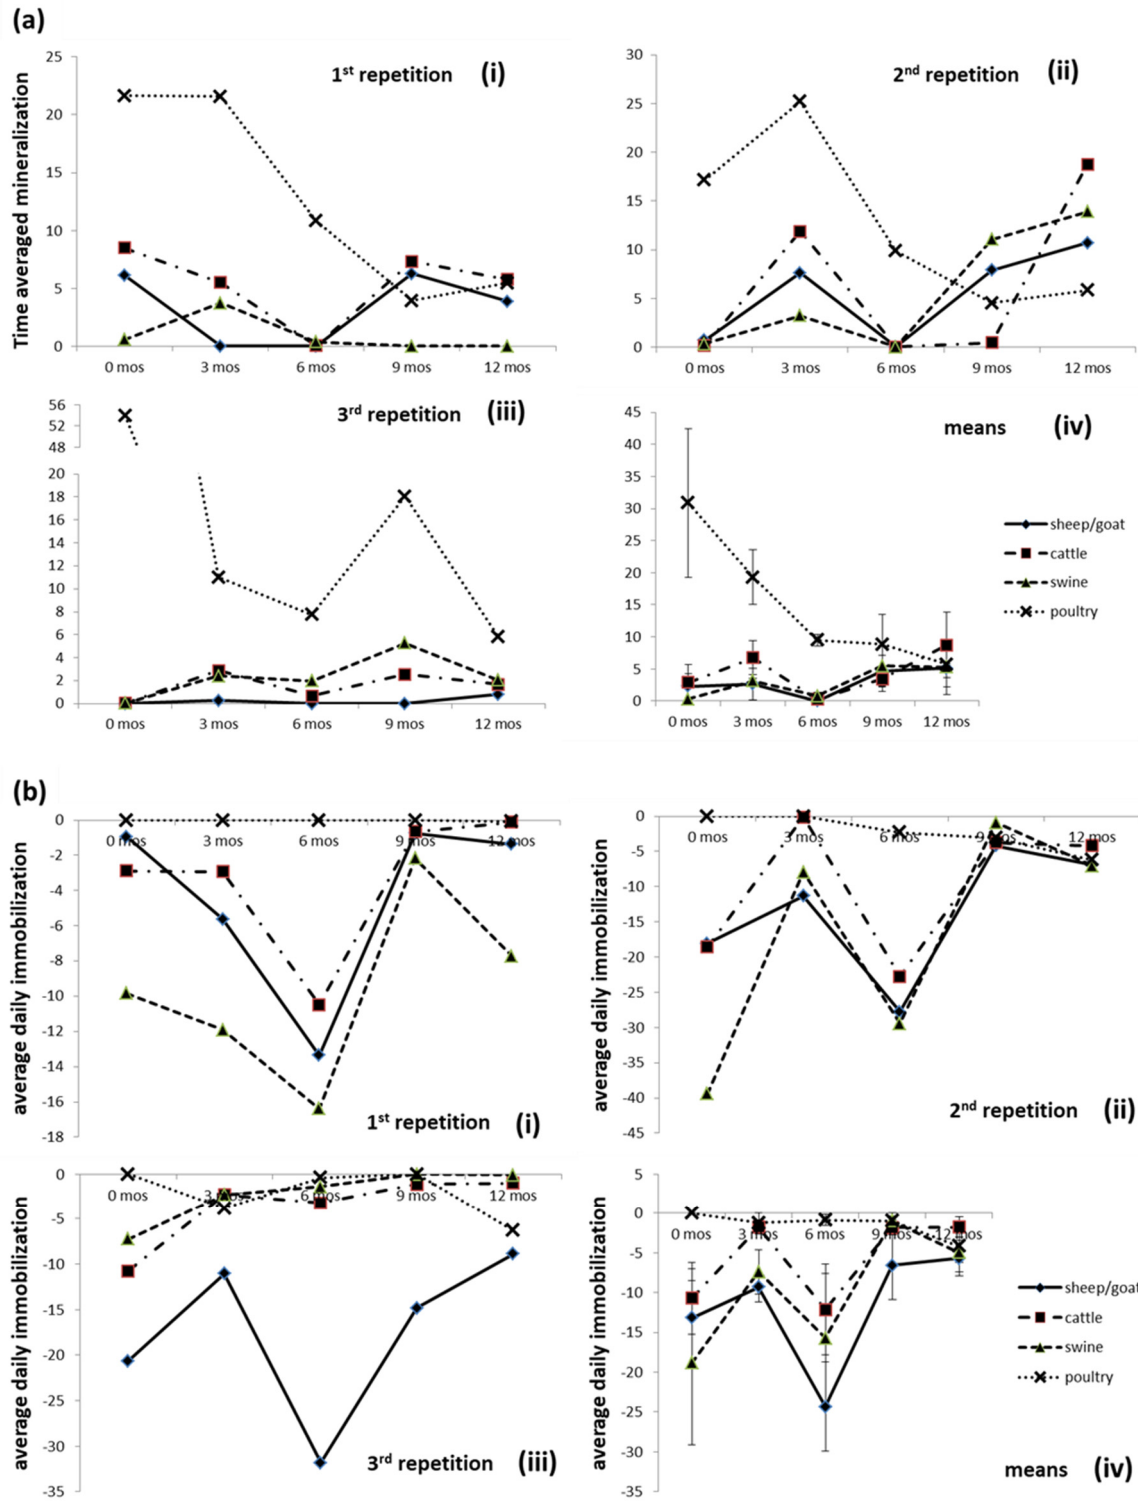 (a)
Time averaged mineralization
1st repetition (i)
25
20
15
10
5
0
0 mos 3 mos 6 mos 9 mos 12 mos
2nd repetition (ii)
30
25
20
15
10
5
0
0 mos 3 mos 6 mos 9 mos 12 mos
3rd repetition (iii)
56
52
48
20
18
16
14
12
10
8
6
4
2
0
0 mos 3 mos 6 mos 9 mos 12 mos
means (iv)
45
40
35
30
25
20
15
10
5
0
0 mos 3 mos 6 mos 9 mos 12 mos
sheep/goat
cattle
swine
poultry
(b)
average daily immobilization
0
-2
-4
-6
-8
-10
-12
-14
-16
-18
0 mos 3 mos 6 mos 9 mos 12 mos
1st repetition (i)
average daily immobilization
0
-5
-10
-15
-20
-25
-30
-35
-40
-45
0 mos 3 mos 6 mos 9 mos 12 mos
2nd repetition (ii)
average daily immobilization
0
-5
-10
-15
-20
-25
-30
-35
0 mos 3 mos 6 mos 9 mos 12 mos
3rd repetition (iii)
average daily immobilization
5
0
-5
-10
-15
-20
-25
-30
-35
0 mos 3 mos 6 mos 9 mos 12 mos
means (iv)
sheep/goat
cattle
swine
poultry